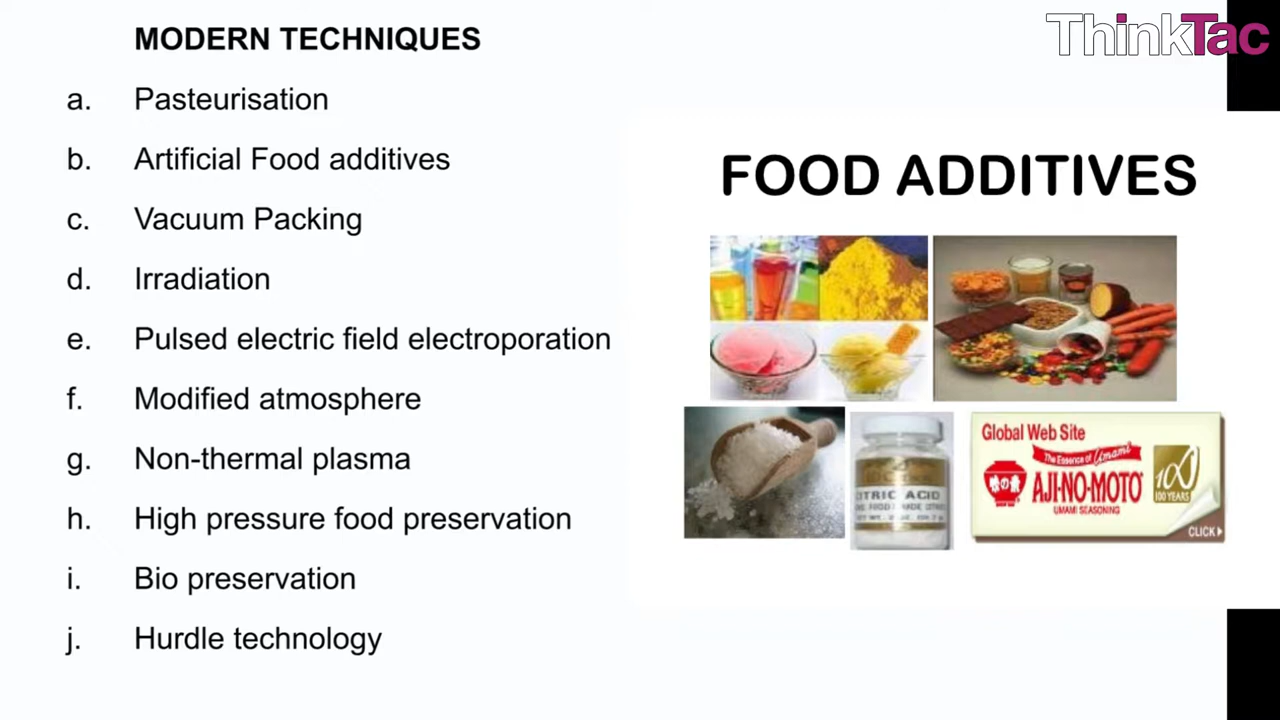 MODERN TECHNIQUES
a. Pasteurisation
b. Artificial Food additives
c. Vacuum Packing
d. Irradiation
e. Pulsed electric field electroporation
f. Modified atmosphere
g. Non-thermal plasma
h. High pressure food preservation
i. Bio preservation
j. Hurdle technology
ThinkTac
FOOD ADDITIVES
CITRIC ACID
Global Web Site
The Essence of Umami
AJI-NO-MOTO
UMAMI SEASONING
100 YEARS
CLICK